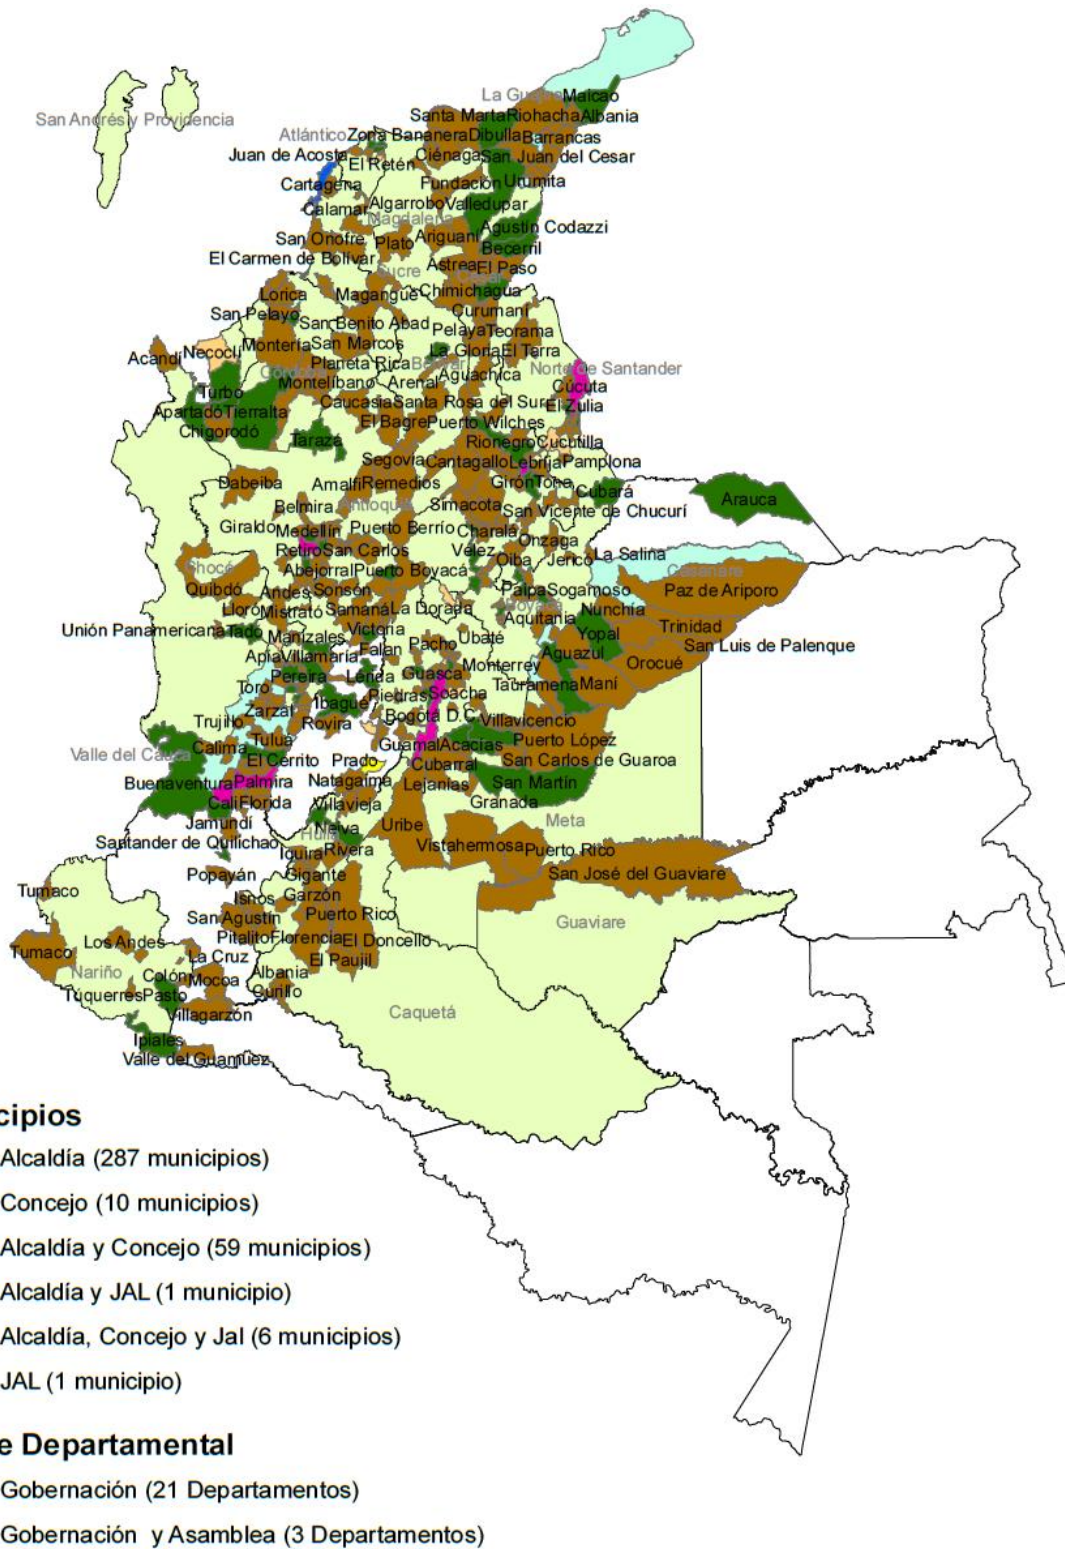 San Andrés y Providencia
La Gu
Maicao
Santa Marta
Riohacha
Albania
Atlántico
Zona Bananera
Dibulla
Barrancas
Juan de Acosta
El Retén
Ciénaga
San Juan del Cesar
Cartagena
Fundación
Urumita
Calamar
Algarrobo
Valledupar
Magdalena
Agustín Codazzi
San Onofre
Plato
Ariguaní
Becerril
El Carmen de Bolívar
Sucre
Astrea
El Paso
Lorica
Magangué
Chimichagua
San Pelayo
San Benito Abad
Curumaní
Pelaya
Teorama
Acandí
Necoclí
Montería
San Marcos
La Gloria
El Tarra
Planeta Rica
Norte de Santander
Córdoba
Montelíbano
Arenal
Aguachica
Cúcuta
Turbo
Caucasia
Santa Rosa del Sur
El Zulia
Apartadó
Tierralta
El Bagre
Puerto Wilches
Chigorodó
Tarazá
Rionegro
Cucutilla
Segovia
Cantagallo
Lebrija
Pamplona
Dabeiba
Amalfi
Remedios
Girón
Tona
Cubará
Arauca
Belmira
Antioquia
Simacota
San Vicente de Chucurí
Giraldo
Medellín
Puerto Berrío
Charalá
Onzaga
Retiro
San Carlos
Vélez
Oiba
Jericó
La Salina
Chocó
Abejorral
Puerto Boyacá
Casanare
Quibdó
Andes
Sonsón
Paipa
Sogamoso
Paz de Ariporo
Lloró
Mistrató
Samaná
La Dorada
Boyacá
Nunchía
Aquitania
Unión Panamericana
Tadó
Manizales
Victoria
Ubaté
Yopal
Trinidad
Apía
Villamaría
Falan
Pacho
Aguazul
San Luis de Palenque
Pereira
Lérida
Guasca
Monterrey
Orocué
Toro
Ibagué
Piedras
Soacha
Tauramena
Maní
Trujillo
Zarzal
Rovira
Bogotá D.C.
Villavicencio
Calima
Tuluá
Guamal
Acacías
Puerto López
Valle del Cauca
El Cerrito
Prado
Cubarral
San Carlos de Guaroa
Buenaventura
Palmira
Natagaima
Lejanías
San Martín
Cali
Florida
Villavieja
Granada
Jamundí
Neiva
Uribe
Meta
Santander de Quilichao
Huila
Iquira
Rivera
Vistahermosa
Puerto Rico
Popayán
Gigante
San José del Guaviare
Tumaco
Isnos
Garzón
San Agustín
Puerto Rico
Guaviare
Tumaco
Los Andes
Pitalito
Florencia
El Doncello
La Cruz
El Paujil
Nariño
Colón
Mocoa
Albania
Túquerres
Pasto
Curillo
Villagarzón
Caquetá
Ipiales
Valle del Guamuez
cipios
Alcaldía (287 municipios)
Concejo (10 municipios)
Alcaldía y Concejo (59 municipios)
Alcaldía y JAL (1 municipio)
Alcaldía, Concejo y Jal (6 municipios)
JAL (1 municipio)
e Departamental
Gobernación (21 Departamentos)
Gobernación y Asamblea (3 Departamentos)